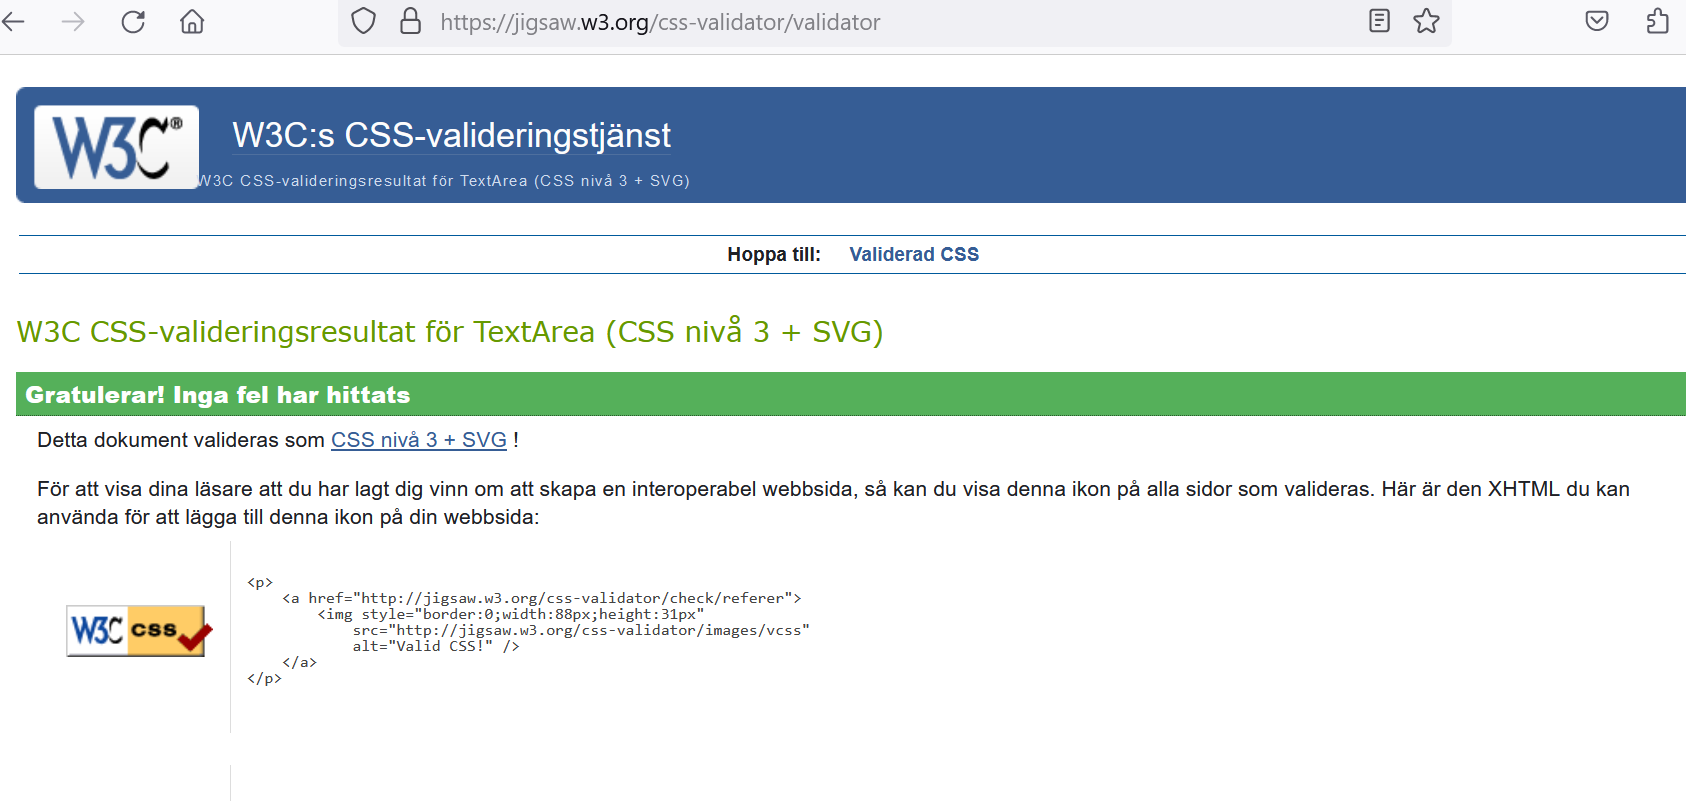 https://jigsaw.w3.org/css-validator/validator
W3C®
W3C:s CSS-valideringstjänst
W3C CSS-valideringsresultat för TextArea (CSS nivå 3 + SVG)
Hoppa till: Validerad CSS
W3C CSS-valideringsresultat för TextArea (CSS nivå 3 + SVG)
Gratulerar! Inga fel har hittats
Detta dokument valideras som CSS nivå 3 + SVG !
För att visa dina läsare att du har lagt dig vinn om att skapa en interoperabel webbsida, så kan du visa denna ikon på alla sidor som valideras. Här är den XHTML du kan
använda för att lägga till denna ikon på din webbsida:
W3C css
<p>
    <a href="http://jigsaw.w3.org/css-validator/check/referer">
        <img style="border:0;width:88px;height:31px"
            src="http://jigsaw.w3.org/css-validator/images/vcss"
            alt="Valid CSS!" />
    </a>
</p>